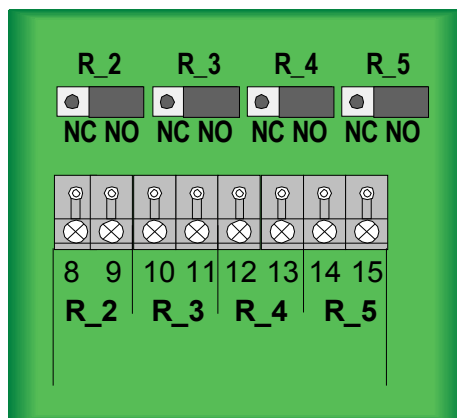 R_2 R_3 R_4 R_5
NC NO NC NO NC NO NC NO
8 9 10 11 12 13 14 15
R_2 R_3 R_4 R_5